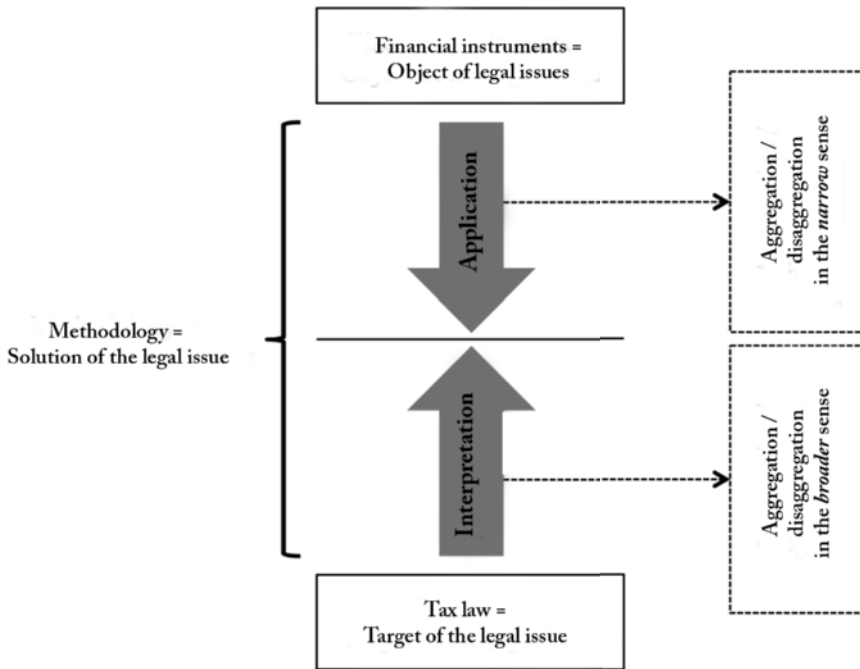 Financial instruments =
Object of legal issues
Application
Aggregation /
disaggregation
in the narrow sense
Methodology =
Solution of the legal issue
Interpretation
Aggregation /
disaggregation
in the broader sense
Tax law =
Target of the legal issue